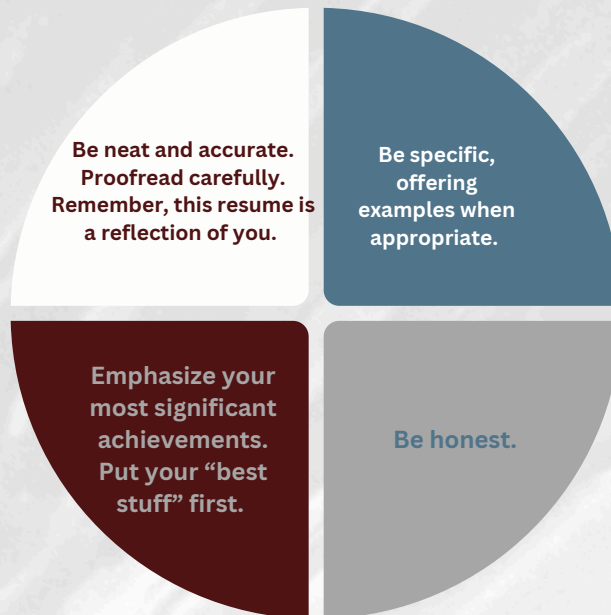 Be neat and accurate.
Proofread carefully.
Remember, this resume is
a reflection of you.
Be specific,
offering
examples when
appropriate.
Emphasize your
most significant
achievements.
Put your “best
stuff” first.
Be honest.